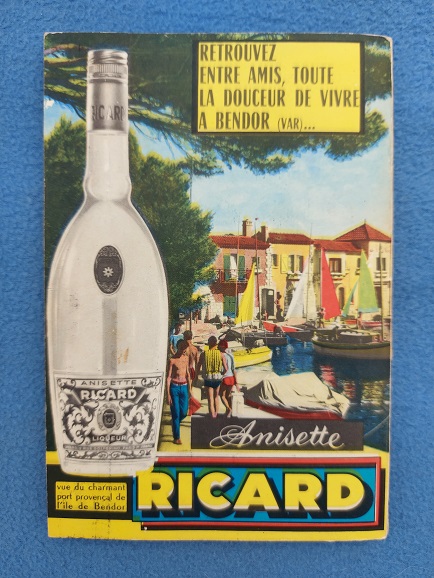 RETROUVEZ
ENTRE AMIS, TOUTE
LA DOUCEUR DE VIVRE
A BENDOR (VAR)...
RICARD
ANISETTE
RICARD
LIQUEUR
Anisette
vue du charmant
port provençal de
l'île de Bendor
RICARD